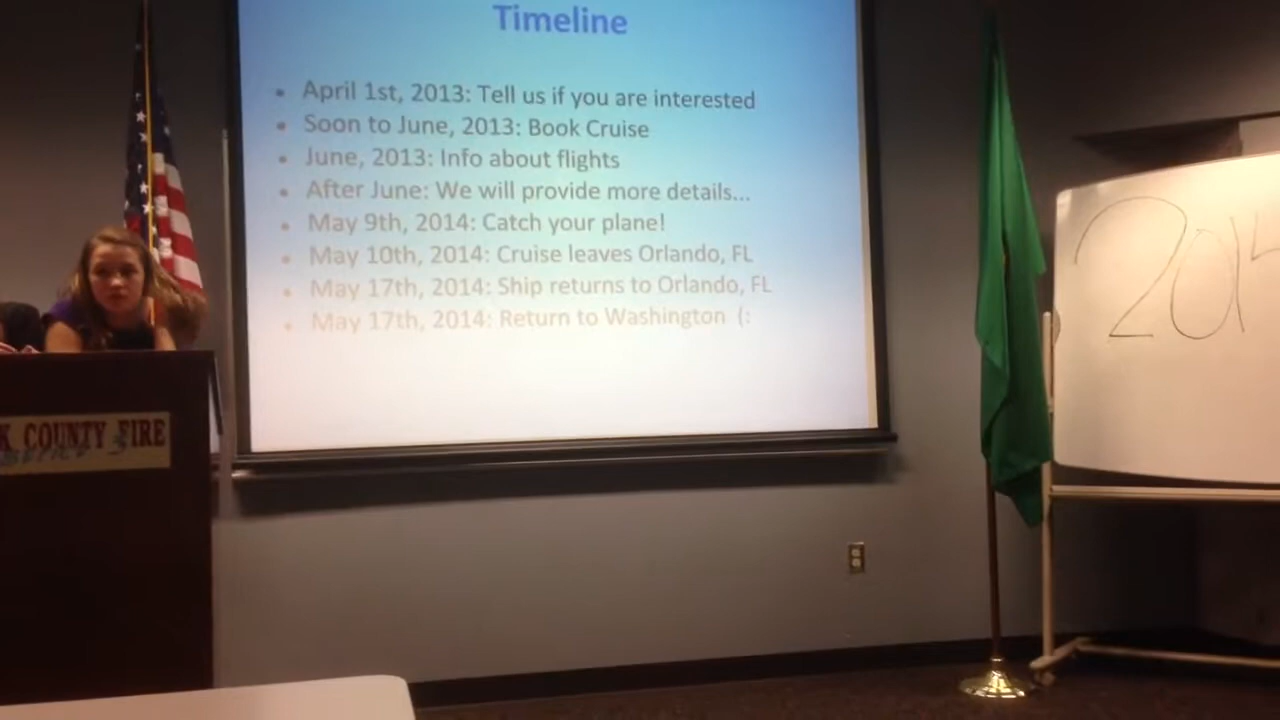 Timeline
• April 1st, 2013: Tell us if you are interested
• Soon to June, 2013: Book Cruise
• June, 2013: Info about flights
• After June: We will provide more details...
• May 9th, 2014: Catch your plane!
• May 10th, 2014: Cruise leaves Orlando, FL
• May 17th, 2014: Ship returns to Orlando, FL
• May 17th, 2014: Return to Washington (:
K COUNTY FIRE
2014